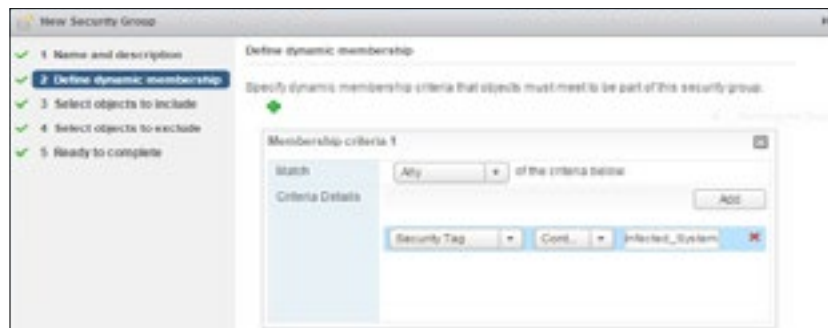 New Security Group
1 Name and description
2 Define dynamic membership
3 Select objects to include
4 Select objects to exclude
5 Ready to complete
Define dynamic membership
Specify dynamic membership criteria that objects must meet to be part of this security group.
Membership criteria 1
Match
Any
of the criteria below
Criteria Details
Add
Security Tag
Cont...
nfected_System